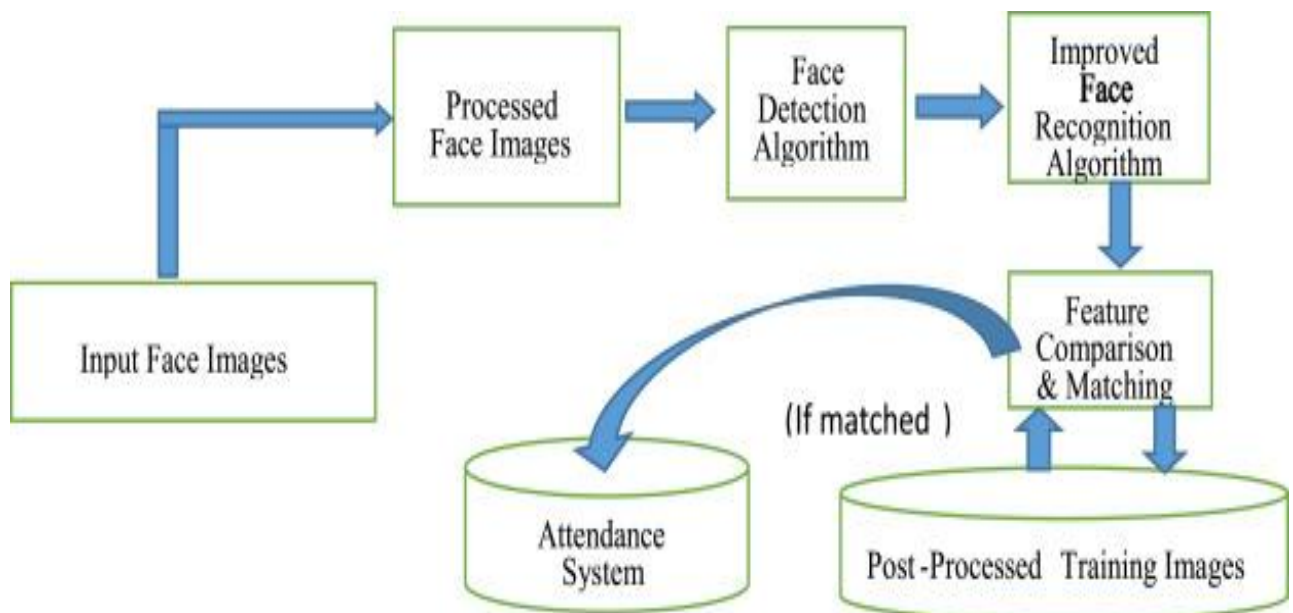 Input Face Images
Processed
Face Images
Face
Detection
Algorithm
Improved
Face
Recognition
Algorithm
Feature
Comparison
& Matching
(If matched )
Attendance
System
Post -Processed Training Images